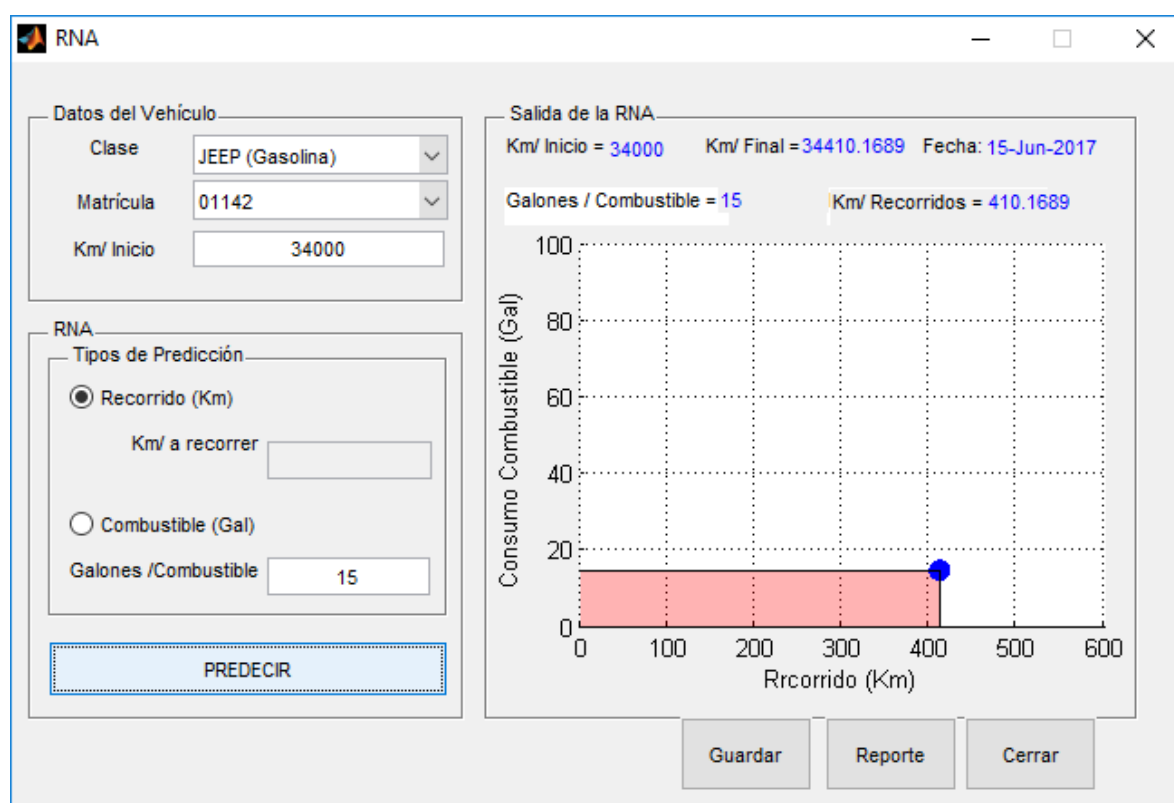 RNA
Datos del Vehículo
Clase
JEEP (Gasolina)
Matrícula
01142
Km/ Inicio
34000
RNA
Tipos de Predicción
Recorrido (Km)
Km/ a recorrer
Combustible (Gal)
Galones /Combustible
15
PREDECIR
Salida de la RNA
Km/ Inicio = 34000 Km/ Final = 34410.1689 Fecha: 15-Jun-2017
Galones / Combustible = 15 Km/ Recorridos = 410.1689
Consumo Combustible (Gal)
100
80
60
40
20
0
0 100 200 300 400 500 600
Rrcorrido (Km)
Guardar Reporte Cerrar